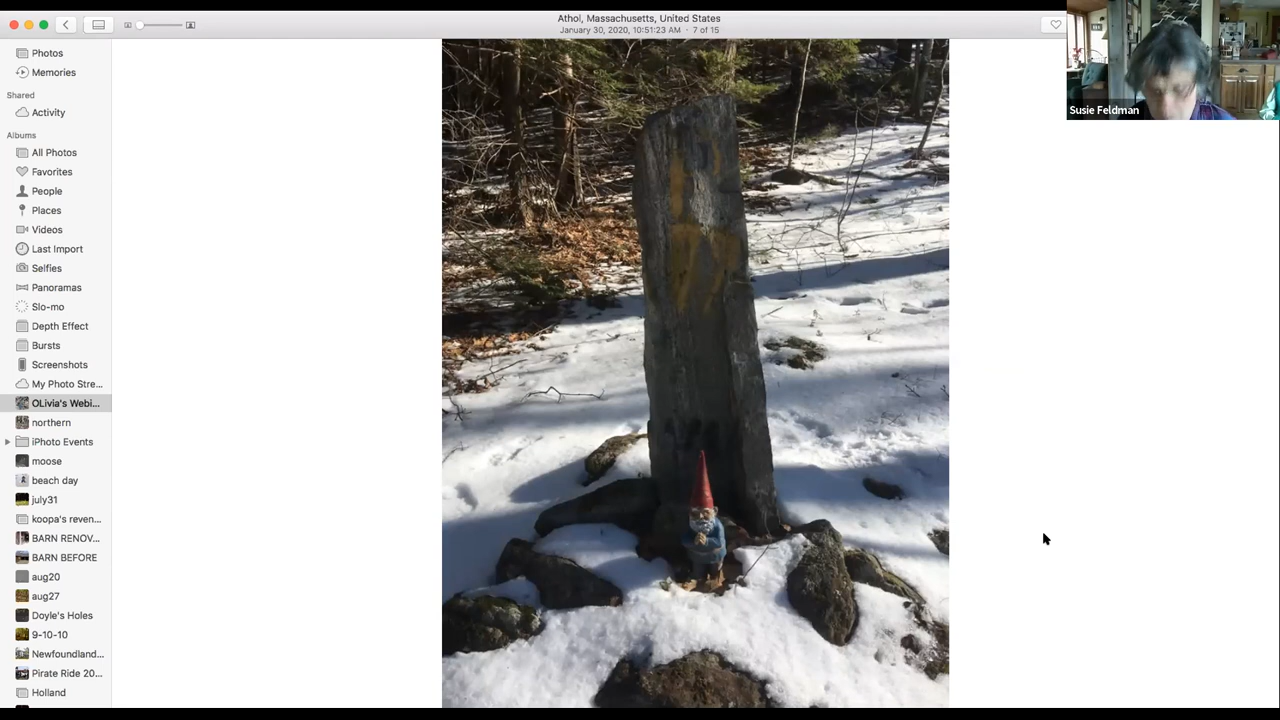 Athol, Massachusetts, United States
January 30, 2020, 10:51:23 AM · 7 of 15
Susie Feldman
Photos
Memories
Shared
Activity
Albums
All Photos
Favorites
People
Places
Videos
Last Import
Selfies
Panoramas
Slo-mo
Depth Effect
Bursts
Screenshots
My Photo Stre...
OLivia's Webi...
northern
iPhoto Events
moose
beach day
july31
koopa's reven...
BARN RENOV...
BARN BEFORE
aug20
aug27
Doyle's Holes
9-10-10
Newfoundland...
Pirate Ride 20...
Holland